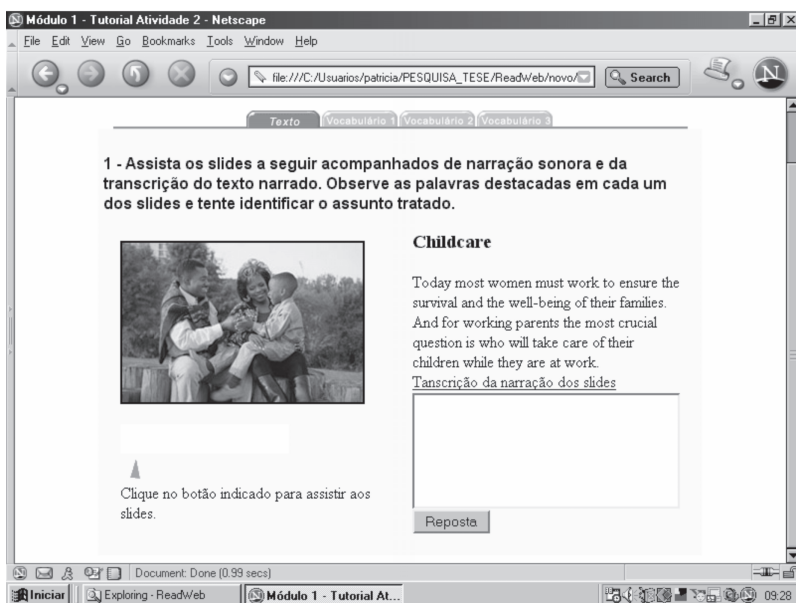 Módulo 1 - Tutorial Atividade 2 - Netscape
File Edit View Go Bookmarks Tools Window Help
file:///C:/Usuarios/patricia/PESQUISA_TESE/ReadWeb/novo/
Search
N
Texto Vocabulário 1 Vocabulário 2 Vocabulário 3
1 - Assista os slides a seguir acompanhados de narração sonora e da
transcrição do texto narrado. Observe as palavras destacadas em cada um
dos slides e tente identificar o assunto tratado.
Childcare
Today most women must work to ensure the
survival and the well-being of their families.
And for working parents the most crucial
question is who will take care of their
children while they are at work.
Tanscrição da narração dos slides
Clique no botão indicado para assistir aos
slides.
Reposta
Document: Done (0.99 secs)
Iniciar Exploring - ReadWeb Módulo 1 - Tutorial At... 09:28